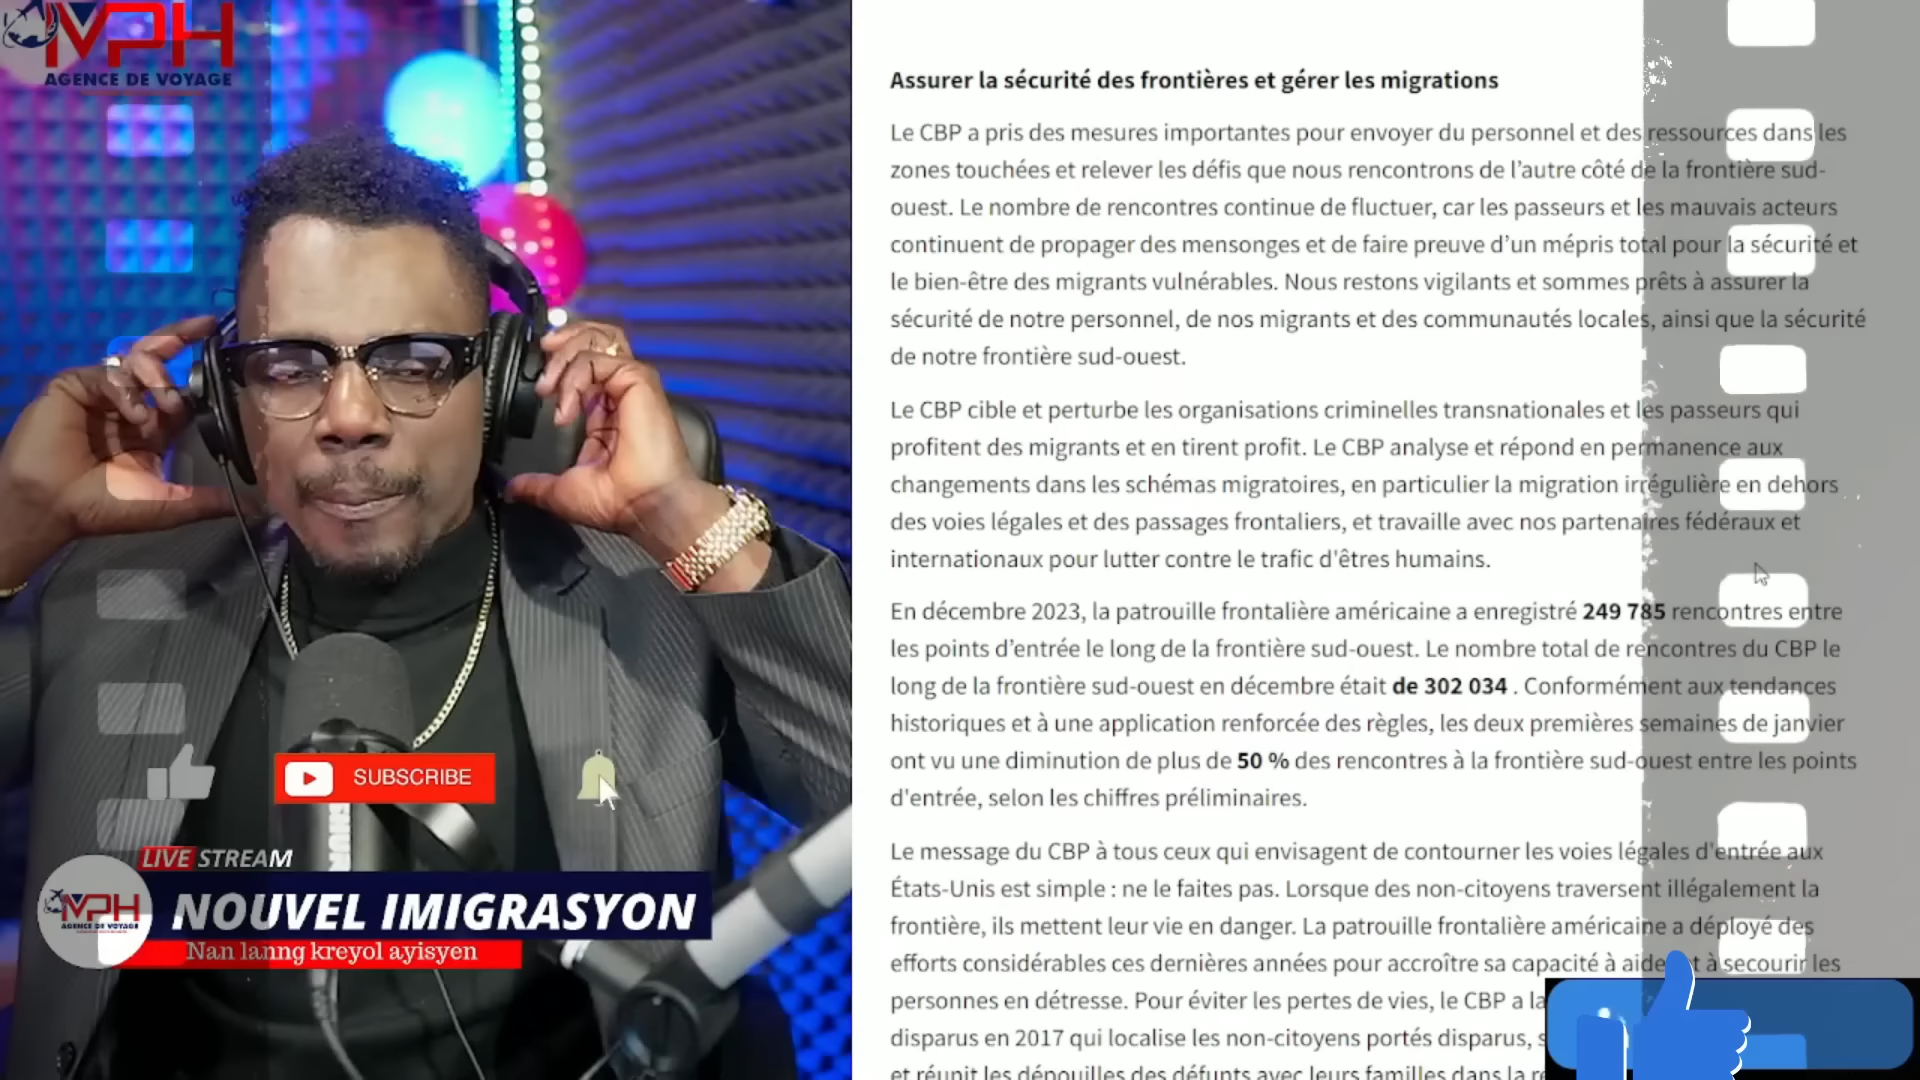 MPH
AGENCE DE VOYAGE
Assurer la sécurité des frontières et gérer les migrations
Le CBP a pris des mesures importantes pour envoyer du personnel et des ressources dans les
zones touchées et relever les défis que nous rencontrons de l’autre côté de la frontière sud-
ouest. Le nombre de rencontres continue de fluctuer, car les passeurs et les mauvais acteurs
continuent de propager des mensonges et de faire preuve d’un mépris total pour la sécurité et
le bien-être des migrants vulnérables. Nous restons vigilants et sommes prêts à assurer la
sécurité de notre personnel, de nos migrants et des communautés locales, ainsi que la sécurité
de notre frontière sud-ouest.
Le CBP cible et perturbe les organisations criminelles transnationales et les passeurs qui
profitent des migrants et en tirent profit. Le CBP analyse et répond en permanence aux
changements dans les schémas migratoires, en particulier la migration irrégulière en dehors
des voies légales et des passages frontaliers, et travaille avec nos partenaires fédéraux et
internationaux pour lutter contre le trafic d'êtres humains.
En décembre 2023, la patrouille frontalière américaine a enregistré 249 785 rencontres entre
les points d’entrée le long de la frontière sud-ouest. Le nombre total de rencontres du CBP le
long de la frontière sud-ouest en décembre était de 302 034 . Conformément aux tendances
historiques et à une application renforcée des règles, les deux premières semaines de janvier
ont vu une diminution de plus de 50 % des rencontres à la frontière sud-ouest entre les points
d'entrée, selon les chiffres préliminaires.
Le message du CBP à tous ceux qui envisagent de contourner les voies légales d'entrée aux
États-Unis est simple : ne le faites pas. Lorsque des non-citoyens traversent illégalement la
frontière, ils mettent leur vie en danger. La patrouille frontalière américaine a déployé des
efforts considérables ces dernières années pour accroître sa capacité à aider et à secourir les
personnes en détresse. Pour éviter les pertes de vies, le CBP a la
disparus en 2017 qui localise les non-citoyens portés disparus,
et réunit les dépouilles des défunts avec leurs familles dans la
SUBSCRIBE
LIVE STREAM
MPH
AGENCE DE VOYAGE
NOUVEL IMIGRASYON
Nan lanng kreyol ayisyen